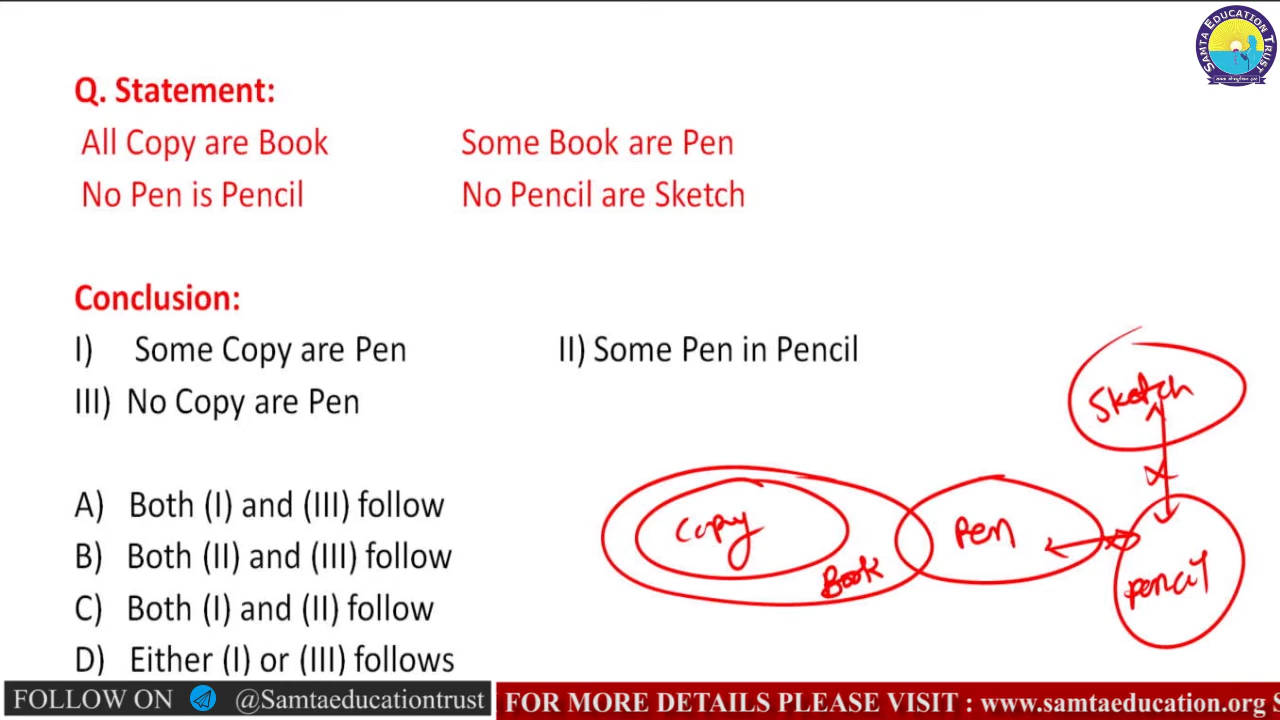 SAMTA EDUCATION TRUST
Q. Statement:
All Copy are Book Some Book are Pen
No Pen is Pencil No Pencil are Sketch
Conclusion:
I) Some Copy are Pen II) Some Pen in Pencil
III) No Copy are Pen
Sketch
A) Both (I) and (III) follow
Copy Pen
B) Both (II) and (III) follow
Book Pencil
C) Both (I) and (II) follow
D) Either (I) or (III) follows
FOLLOW ON @Samtaeducationtrust FOR MORE DETAILS PLEASE VISIT : www.samtaeducation.org S